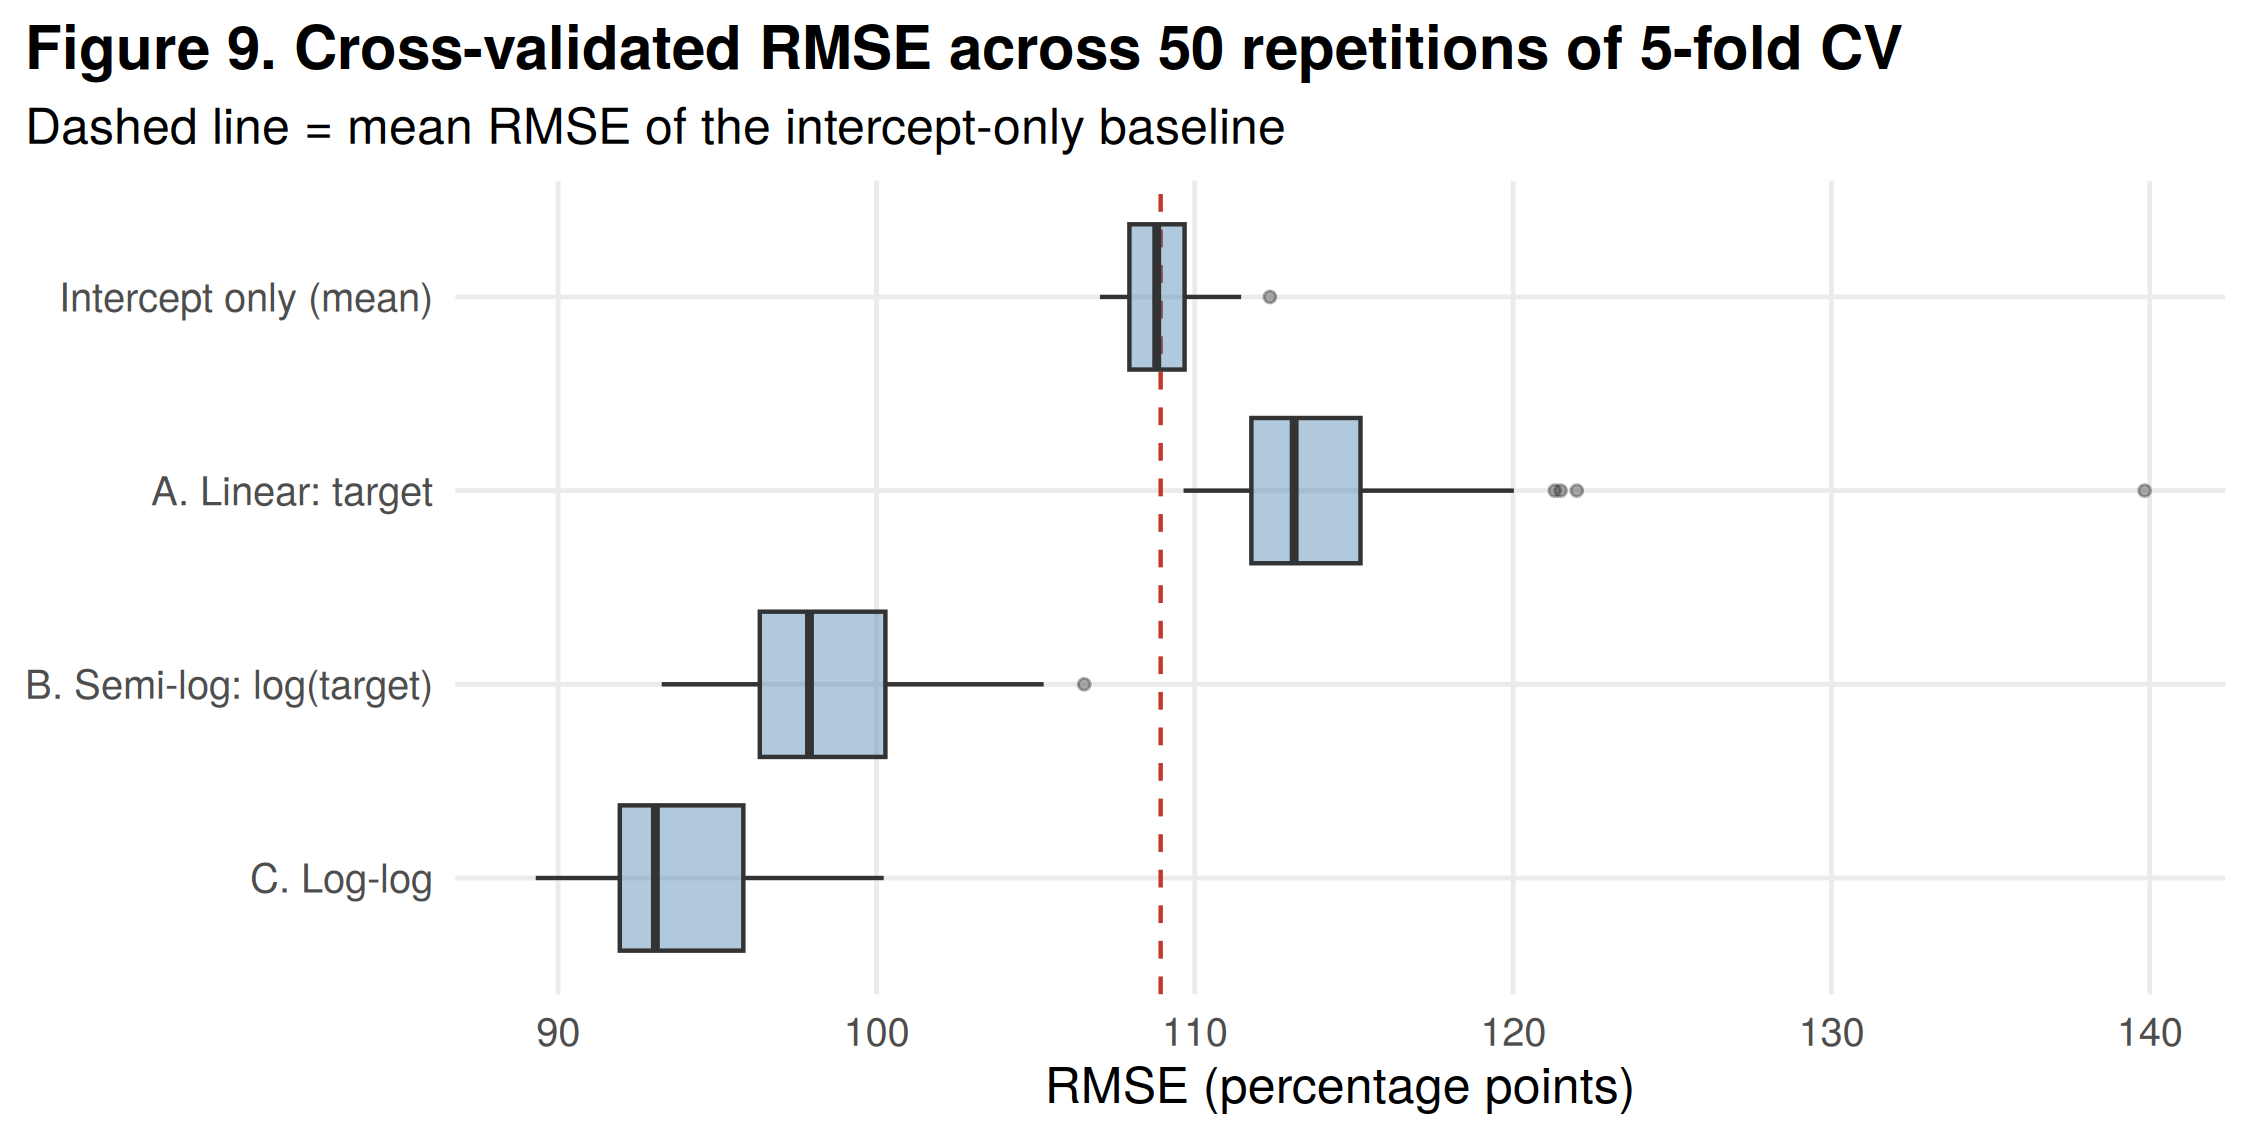 Figure 9. Cross-validated RMSE across 50 repetitions of 5-fold CV
Dashed line = mean RMSE of the intercept-only baseline
Intercept only (mean)
A. Linear: target
B. Semi-log: log(target)
C. Log-log
90 100 110 120 130 140
RMSE (percentage points)